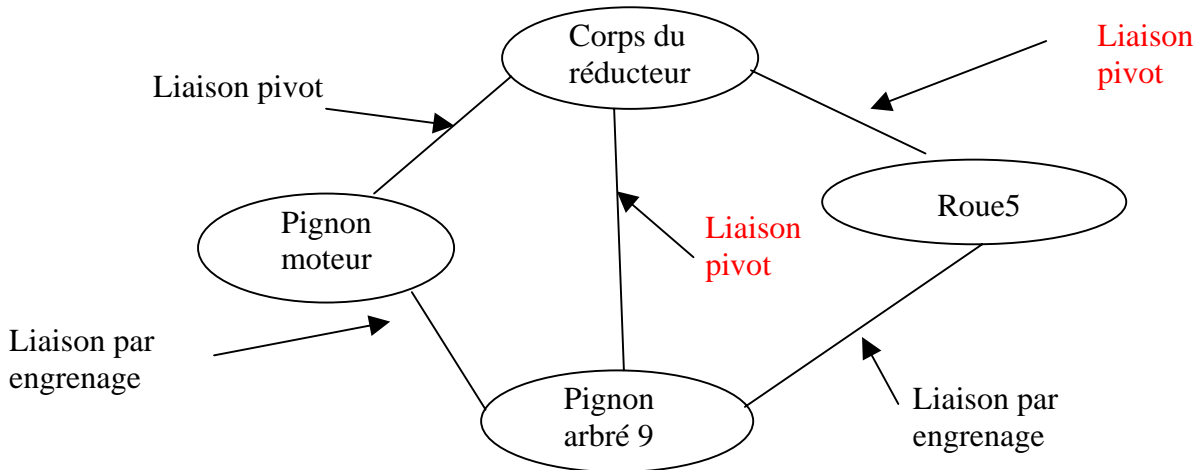 Corps du
réducteur
Liaison
pivot
Liaison pivot
Roue5
Pignon
moteur
Liaison
pivot
Liaison par
engrenage
Pignon
arbré 9
Liaison par
engrenage